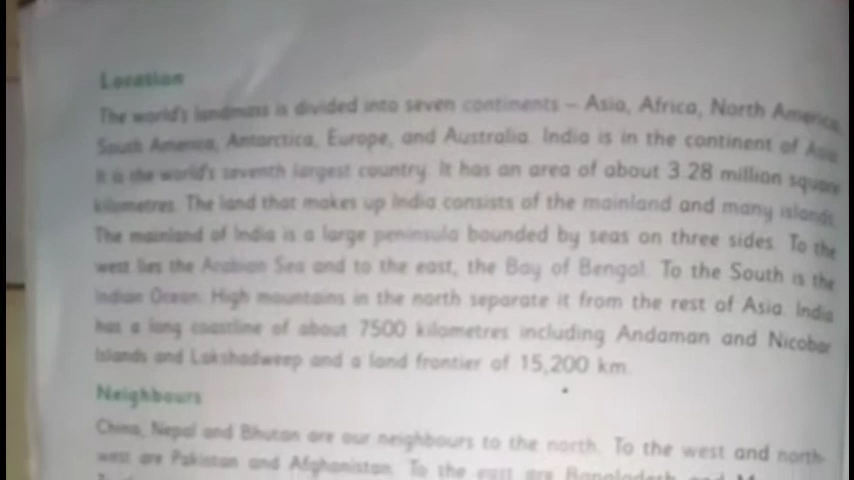 Location
The world's landmass is divided into seven continents – Asia, Africa, North America,
South America, Antarctica, Europe, and Australia. India is in the continent of Asia.
It is the world's seventh largest country. It has an area of about 3.28 million square
kilometres. The land that makes up India consists of the mainland and many islands.
The mainland of India is a large peninsula bounded by seas on three sides. To the
west lies the Arabian Sea and to the east, the Bay of Bengal. To the South is the
Indian Ocean. High mountains in the north separate it from the rest of Asia. India
has a long coastline of about 7500 kilometres including Andaman and Nicobar
Islands and Lakshadweep and a land frontier of 15,200 km.
Neighbours
China, Nepal and Bhutan are our neighbours to the north. To the west and north-
west are Pakistan and Afghanistan. To the east are Bangladesh and